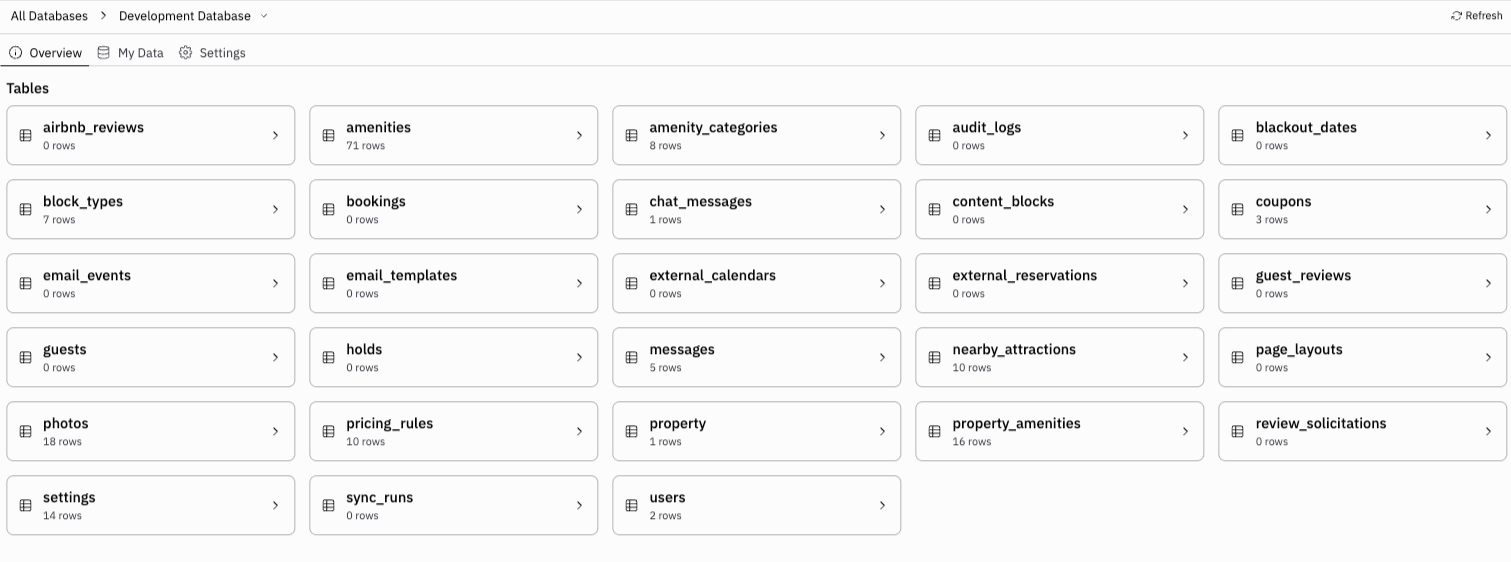 All Databases > Development Database
Refresh
Overview My Data Settings
Tables
airbnb_reviews
0 rows
amenities
71 rows
amenity_categories
8 rows
audit_logs
0 rows
blackout_dates
0 rows
block_types
7 rows
bookings
0 rows
chat_messages
1 rows
content_blocks
0 rows
coupons
3 rows
email_events
0 rows
email_templates
0 rows
external_calendars
0 rows
external_reservations
0 rows
guest_reviews
0 rows
guests
0 rows
holds
0 rows
messages
5 rows
nearby_attractions
10 rows
page_layouts
0 rows
photos
18 rows
pricing_rules
10 rows
property
1 rows
property_amenities
16 rows
review_solicitations
0 rows
settings
14 rows
sync_runs
0 rows
users
2 rows